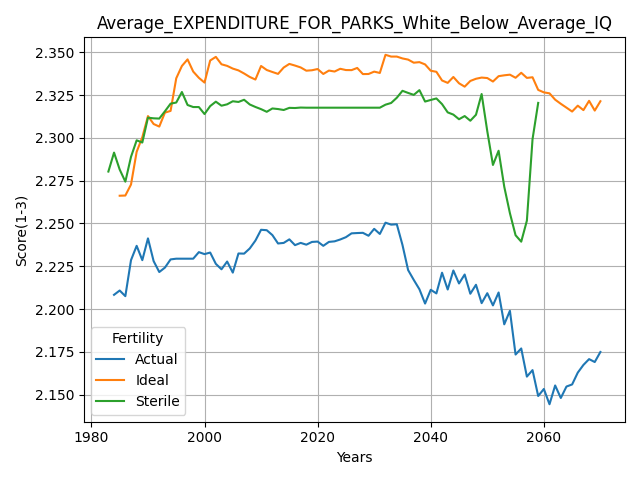 Average_EXPENDITURE_FOR_PARKS_White_Below_Average_IQ
Score(1-3)
2.350
2.325
2.300
2.275
2.250
2.225
2.200
2.175
2.150
Fertility
Actual
Ideal
Sterile
1980
2000
2020
2040
2060
Years